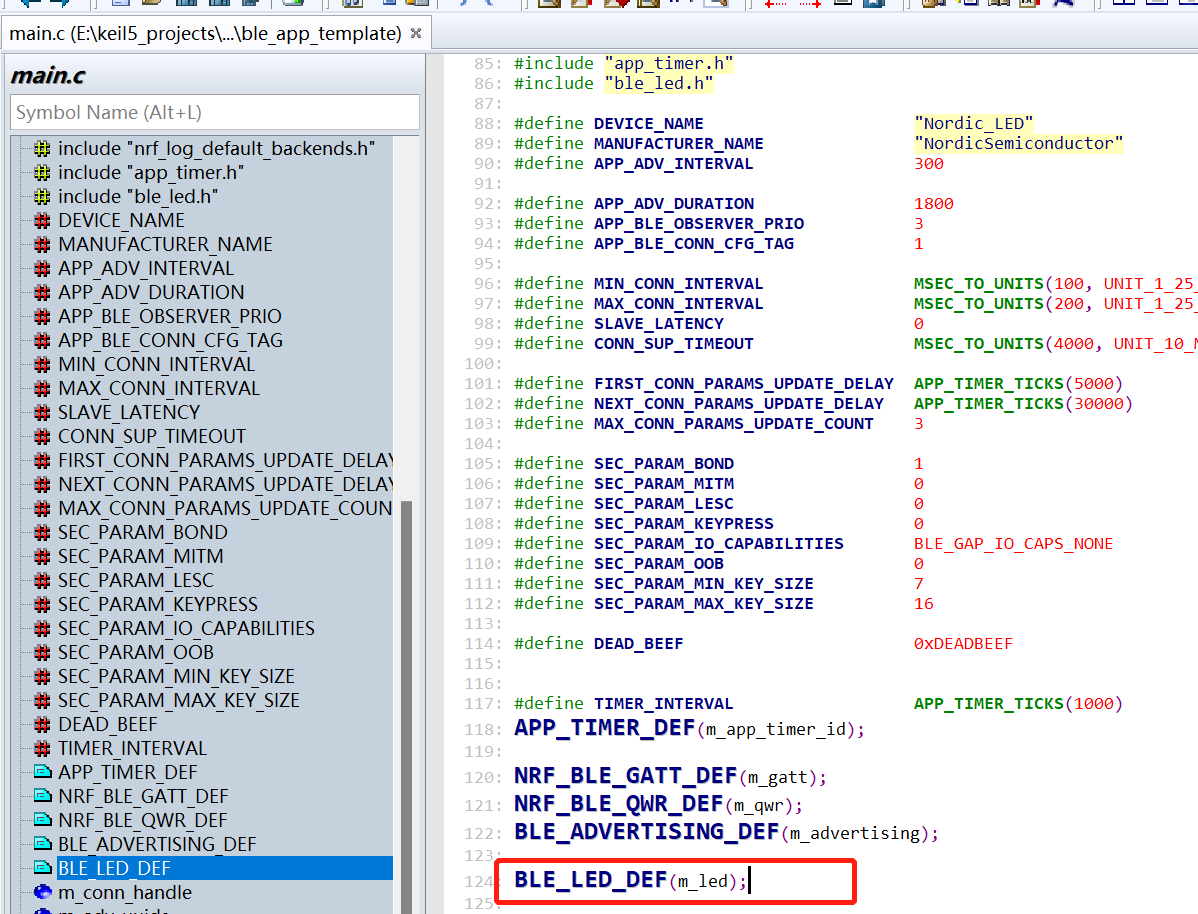 main.c (E:\keil5_projects\...\ble_app_template)
main.c
Symbol Name (Alt+L)
include "nrf_log_default_backends.h"
include "app_timer.h"
include "ble_led.h"
DEVICE_NAME
MANUFACTURER_NAME
APP_ADV_INTERVAL
APP_ADV_DURATION
APP_BLE_OBSERVER_PRIO
APP_BLE_CONN_CFG_TAG
MIN_CONN_INTERVAL
MAX_CONN_INTERVAL
SLAVE_LATENCY
CONN_SUP_TIMEOUT
FIRST_CONN_PARAMS_UPDATE_DELAY
NEXT_CONN_PARAMS_UPDATE_DELAY
MAX_CONN_PARAMS_UPDATE_COUN
SEC_PARAM_BOND
SEC_PARAM_MITM
SEC_PARAM_LESC
SEC_PARAM_KEYPRESS
SEC_PARAM_IO_CAPABILITIES
SEC_PARAM_OOB
SEC_PARAM_MIN_KEY_SIZE
SEC_PARAM_MAX_KEY_SIZE
DEAD_BEEF
TIMER_INTERVAL
APP_TIMER_DEF
NRF_BLE_GATT_DEF
NRF_BLE_QWR_DEF
BLE_ADVERTISING_DEF
BLE_LED_DEF
m_conn_handle
85: #include "app_timer.h"
86: #include "ble_led.h"
87:
88: #define DEVICE_NAME "Nordic_LED"
89: #define MANUFACTURER_NAME "NordicSemiconductor"
90: #define APP_ADV_INTERVAL 300
91:
92: #define APP_ADV_DURATION 1800
93: #define APP_BLE_OBSERVER_PRIO 3
94: #define APP_BLE_CONN_CFG_TAG 1
95:
96: #define MIN_CONN_INTERVAL MSEC_TO_UNITS(100, UNIT_1_25_
97: #define MAX_CONN_INTERVAL MSEC_TO_UNITS(200, UNIT_1_25_
98: #define SLAVE_LATENCY 0
99: #define CONN_SUP_TIMEOUT MSEC_TO_UNITS(4000, UNIT_10_M
100:
101: #define FIRST_CONN_PARAMS_UPDATE_DELAY APP_TIMER_TICKS(5000)
102: #define NEXT_CONN_PARAMS_UPDATE_DELAY APP_TIMER_TICKS(30000)
103: #define MAX_CONN_PARAMS_UPDATE_COUNT 3
104:
105: #define SEC_PARAM_BOND 1
106: #define SEC_PARAM_MITM 0
107: #define SEC_PARAM_LESC 0
108: #define SEC_PARAM_KEYPRESS 0
109: #define SEC_PARAM_IO_CAPABILITIES BLE_GAP_IO_CAPS_NONE
110: #define SEC_PARAM_OOB 0
111: #define SEC_PARAM_MIN_KEY_SIZE 7
112: #define SEC_PARAM_MAX_KEY_SIZE 16
113:
114: #define DEAD_BEEF 0xDEADBEEF
115:
116:
117: #define TIMER_INTERVAL APP_TIMER_TICKS(1000)
118: APP_TIMER_DEF(m_app_timer_id);
119:
120: NRF_BLE_GATT_DEF(m_gatt);
121: NRF_BLE_QWR_DEF(m_qwr);
122: BLE_ADVERTISING_DEF(m_advertising);
123:
124: BLE_LED_DEF(m_led);
125: